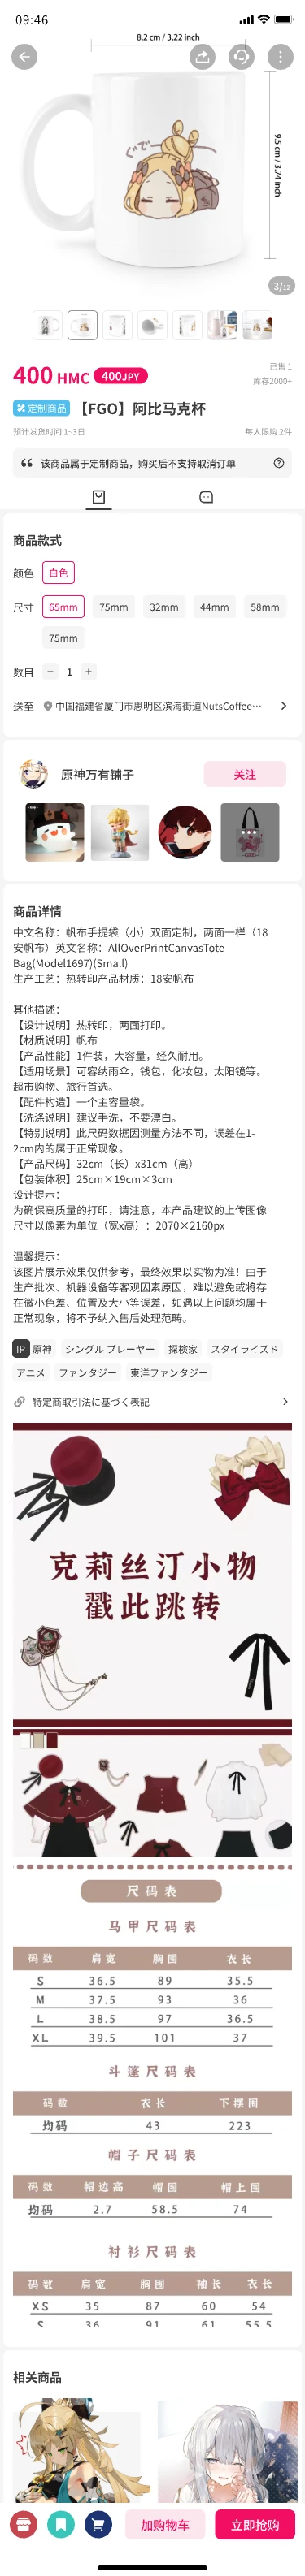 09:46
8.2 cm / 3.22 inch
9.5 cm / 3.74 inch
3/12
400 HMC 400JPY
已售 1
库存2000+
定制商品 【FGO】阿比马克杯
预计发货时间 1~3日
每人限购 2件
该商品属于定制商品，购买后不支持取消订单
商品款式
颜色 白色
尺寸 65mm 75mm 32mm 44mm 58mm
75mm
数目 − 1 +
送至 中国福建省厦门市思明区滨海街道NutsCoffee…
原神万有铺子 关注
商品详情
中文名称：帆布手提袋（小）双面定制，两面一样（18
安帆布）英文名称：AllOverPrintCanvasTote
Bag(Model1697)(Small)
生产工艺：热转印产品材质：18安帆布
其他描述：
【设计说明】热转印，两面打印。
【材质说明】帆布
【产品性能】1件装，大容量，经久耐用。
【适用场景】可容纳雨伞，钱包，化妆包，太阳镜等。
超市购物、旅行首选。
【配件构造】一个主容量袋。
【洗涤说明】建议手洗，不要漂白。
【特别说明】此尺码数据因测量方法不同，误差在1-
2cm内的属于正常现象。
【产品尺码】32cm（长）x31cm（高）
【包装体积】25cm×19cm×3cm
设计提示：
为确保高质量的打印，请注意，本产品建议的上传图像
尺寸以像素为单位（宽x高）：2070×2160px
温馨提示：
该图片展示效果仅供参考，最终效果以实物为准！由于
生产批次、机器设备等客观因素原因，难以避免或将存
在微小色差、位置及大小等误差，如遇以上问题均属于
正常现象，将不予纳入售后处理范畴。
IP 原神 シングル プレーヤー 探検家 スタイライズド
アニメ ファンタジー 東洋ファンタジー
特定商取引法に基づく表記
克莉丝汀小物
戳此跳转
尺码表
马甲尺码表
码数 肩宽 胸围 衣长
S 36.5 89 35.5
M 37.5 93 36
L 38.5 97 36.5
XL 39.5 101 37
斗篷尺码表
码数 衣长 下摆围
均码 43 223
帽子尺码表
码数 帽边高 帽围 帽上围
均码 2.7 58.5 74
衬衫尺码表
码数 肩宽 胸围 袖长 衣长
XS 35 87 60 54
S 36 91 61 55.5
相关商品
加购物车 立即抢购